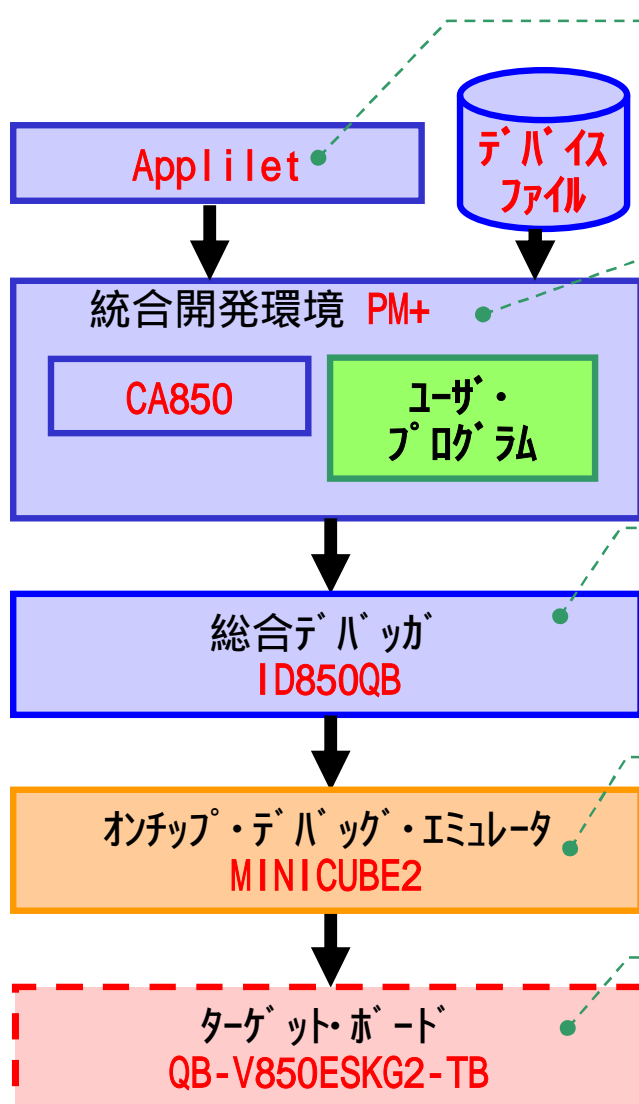 Applilet
デバイス
ファイル
統合開発環境 PM+
CA850
ユーザ・
プログラム
総合デバッガ
ID850QB
オンチップ・デバッグ・エミュレータ
MINICUBE2
ターゲット・ボード
QB-V850ESKG2-TB